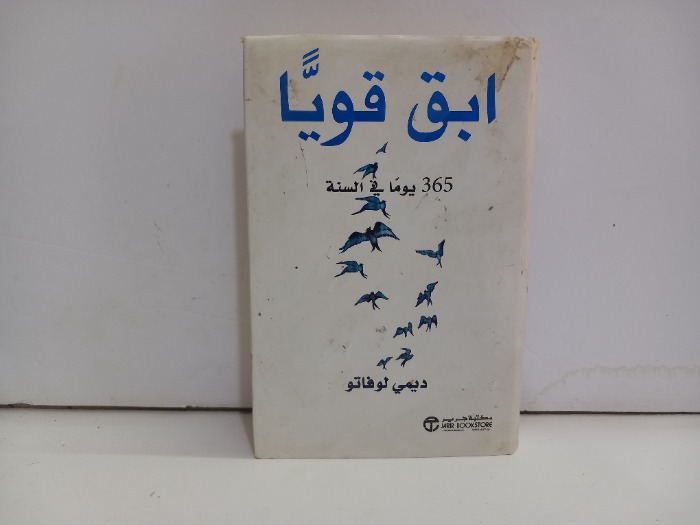 ابق قويًّا
365 يومًا في السنة
ديمي لوفاتو
مكتبة جرير
JARIR BOOKSTORE